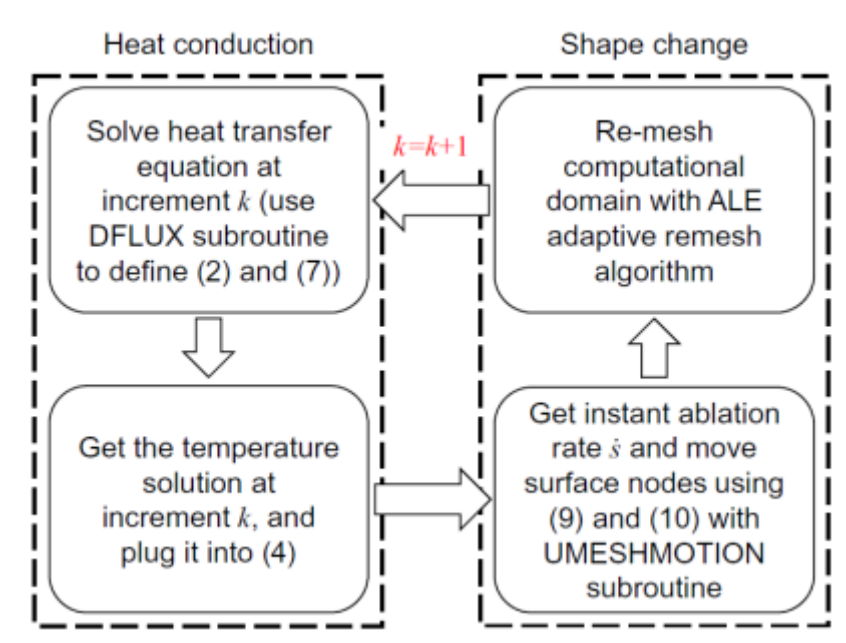 Heat conduction
Solve heat transfer
equation at
increment k (use
DFLUX subroutine
to define (2) and (7))
Get the temperature
solution at
increment k, and
plug it into (4)
k=k+1
Shape change
Re-mesh
computational
domain with ALE
adaptive remesh
algorithm
Get instant ablation
rate ṡ and move
surface nodes using
(9) and (10) with
UMESHMOTION
subroutine